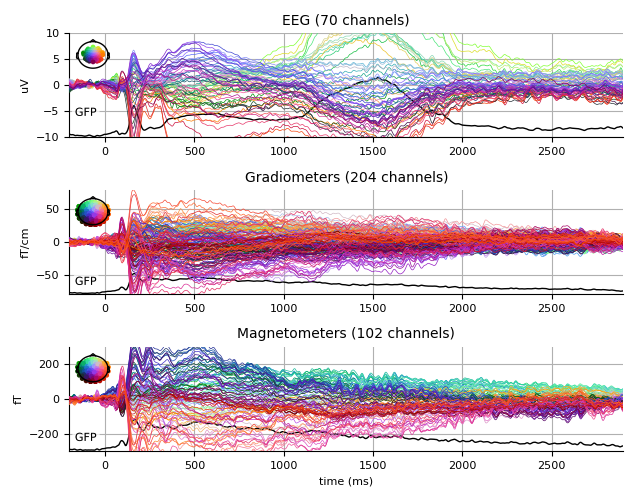 EEG (70 channels)
10
5
0
−5
−10
uV
GFP
0 500 1000 1500 2000 2500
Gradiometers (204 channels)
50
0
−50
fT/cm
GFP
0 500 1000 1500 2000 2500
Magnetometers (102 channels)
200
0
−200
fT
GFP
0 500 1000 1500 2000 2500
time (ms)